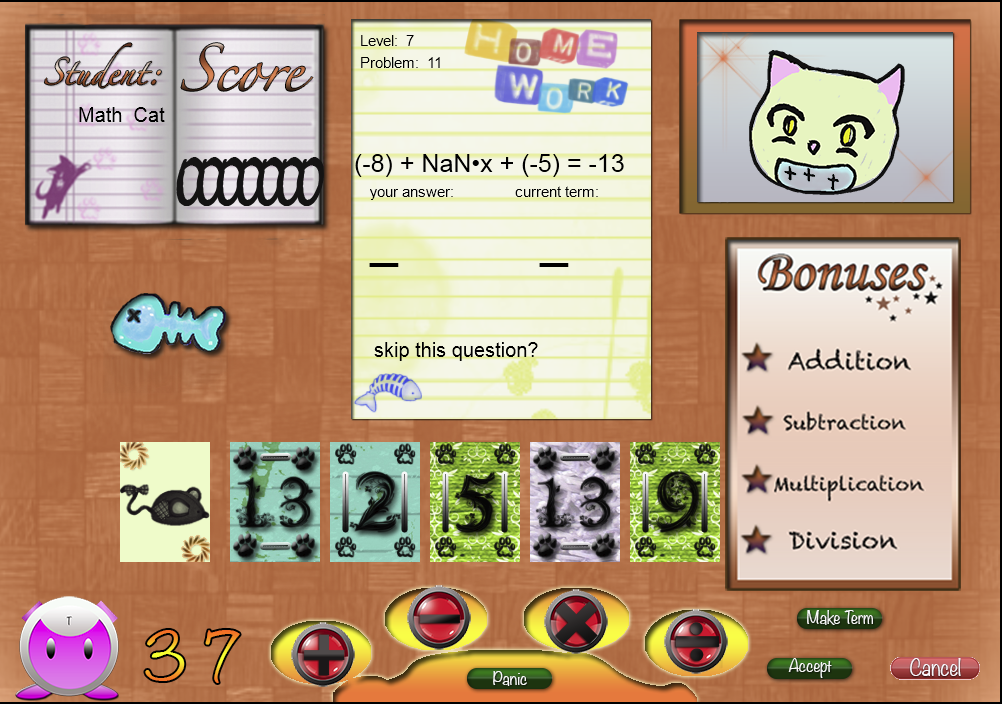 Student:
Math Cat
Score
000000
Level: 7
Problem: 11
HOME
WORK
(-8) + NaN•x + (-5) = -13
your answer:
current term:
skip this question?
Bonuses
Addition
Subtraction
Multiplication
Division
13
2
5
13
9
T
37
+
−
×
÷
Panic
Make Term
Accept
Cancel